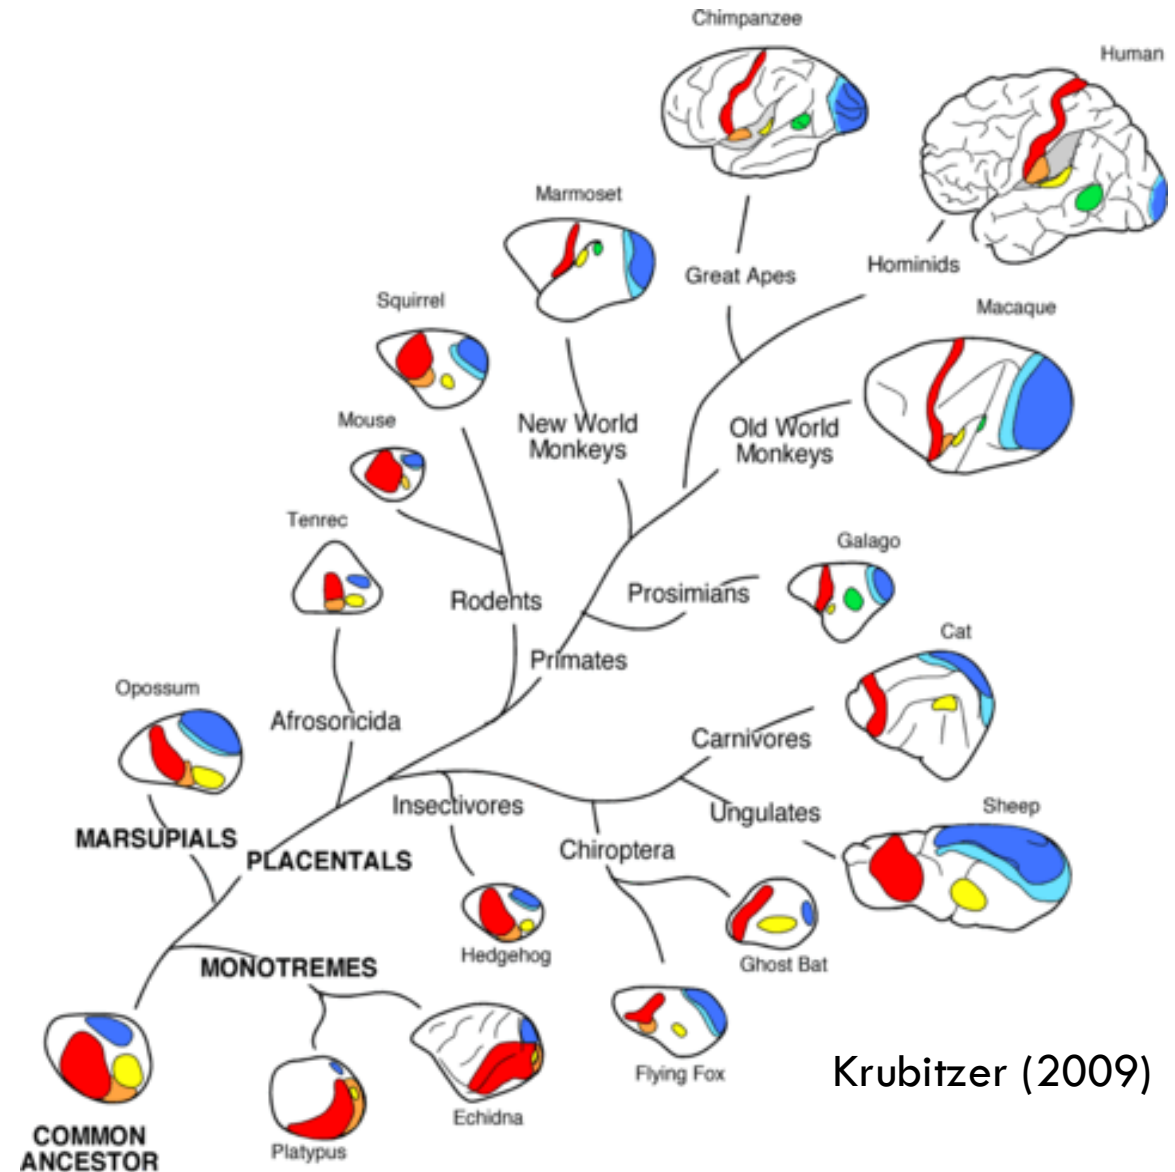 Chimpanzee
Human
Marmoset
Great Apes
Hominids
Squirrel
Macaque
Mouse
New World
Monkeys
Old World
Monkeys
Tenrec
Galago
Rodents
Prosimians
Cat
Primates
Opossum
Afrosoricida
Carnivores
Insectivores
Ungulates
Sheep
MARSUPIALS
PLACENTALS
Chiroptera
Hedgehog
Ghost Bat
MONOTREMES
Flying Fox
Krubitzer (2009)
Echidna
COMMON
ANCESTOR
Platypus